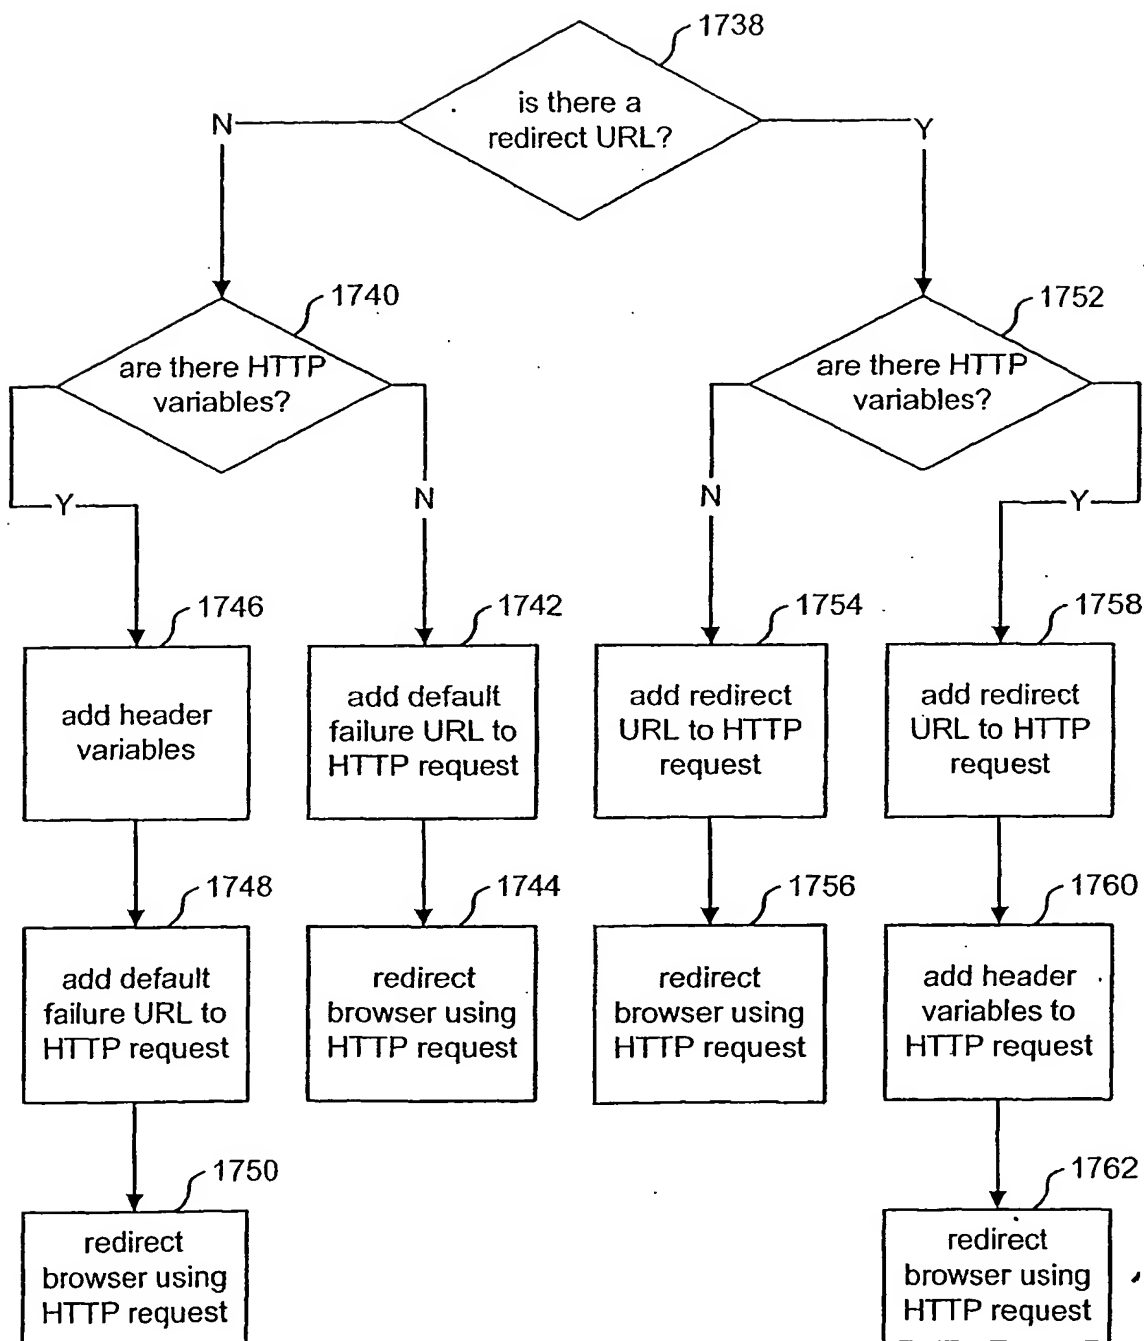 1738
is there a
redirect URL?
N
Y
1740
are there HTTP
variables?
1752
are there HTTP
variables?
Y
N
N
Y
1746
add header
variables
1742
add default
failure URL to
HTTP request
1754
add redirect
URL to HTTP
request
1758
add redirect
URL to HTTP
request
1748
add default
failure URL to
HTTP request
1744
redirect
browser using
HTTP request
1756
redirect
browser using
HTTP request
1760
add header
variables to
HTTP request
1750
redirect
browser using
HTTP request
1762
redirect
browser using
HTTP request